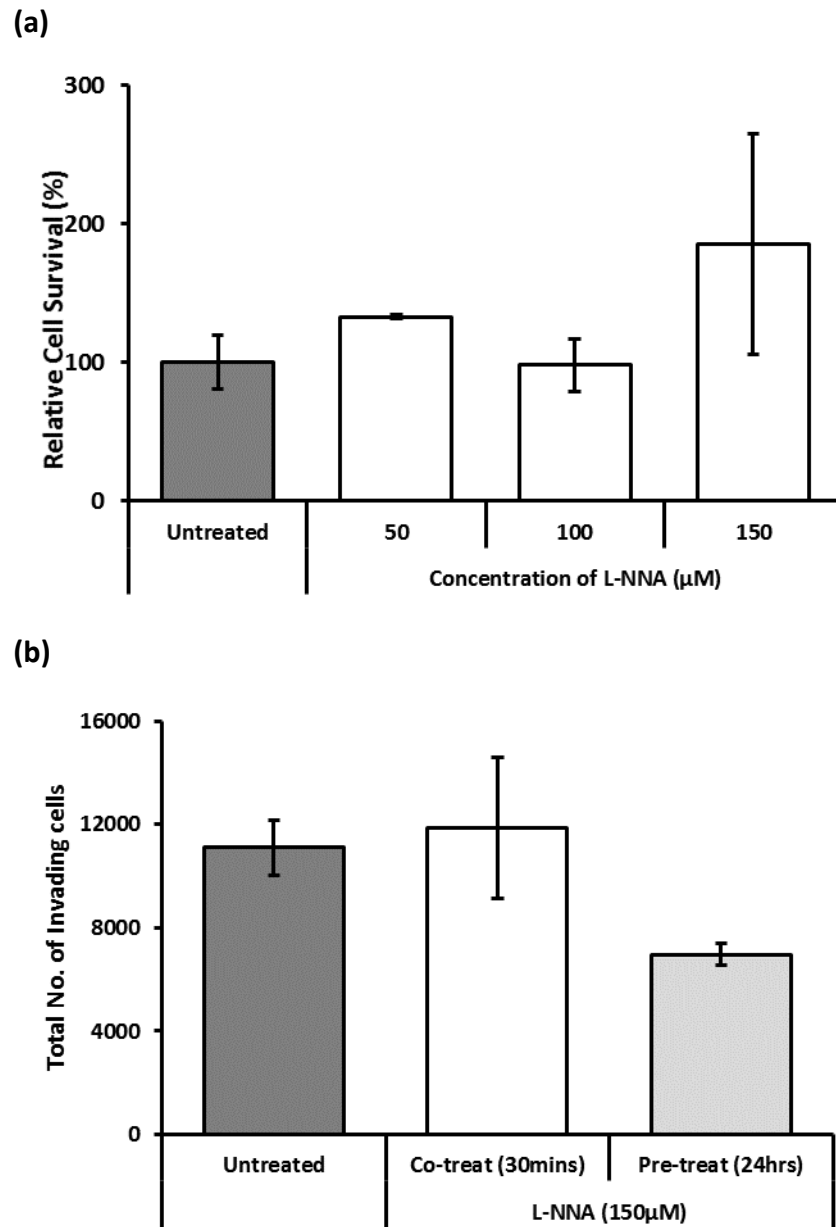 (a)
Relative Cell Survival (%)
300
200
100
0
Untreated
50
100
150
Concentration of L-NNA (µM)
(b)
Total No. of Invading cells
16000
12000
8000
4000
0
Untreated
Co-treat (30mins)
Pre-treat (24hrs)
L-NNA (150µM)